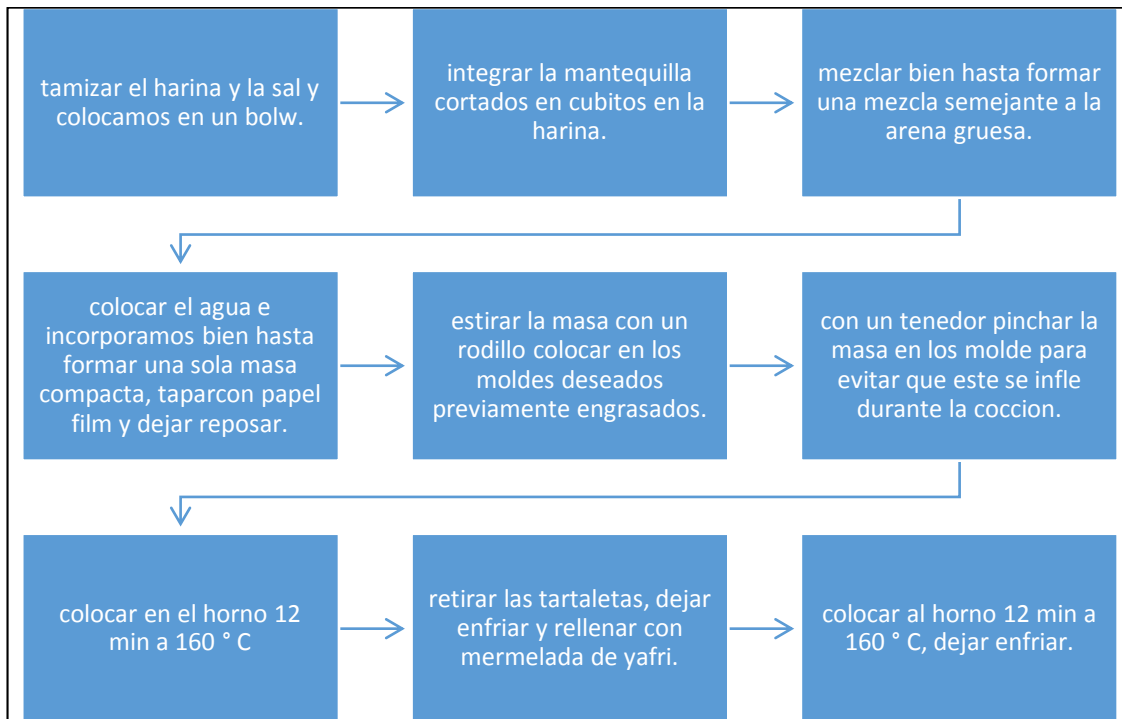 tamizar el harina y la sal y
colocamos en un bolw.
integrar la mantequilla
cortados en cubitos en la
harina.
mezclar bien hasta formar
una mezcla semejante a la
arena gruesa.
colocar el agua e
incorporamos bien hasta
formar una sola masa
compacta, taparcon papel
film y dejar reposar.
estirar la masa con un
rodillo colocar en los
moldes deseados
previamente engrasados.
con un tenedor pinchar la
masa en los molde para
evitar que este se infle
durante la coccion.
colocar en el horno 12
min a 160 ° C
retirar las tartaletas, dejar
enfriar y rellenar con
mermelada de yafri.
colocar al horno 12 min a
160 ° C, dejar enfriar.